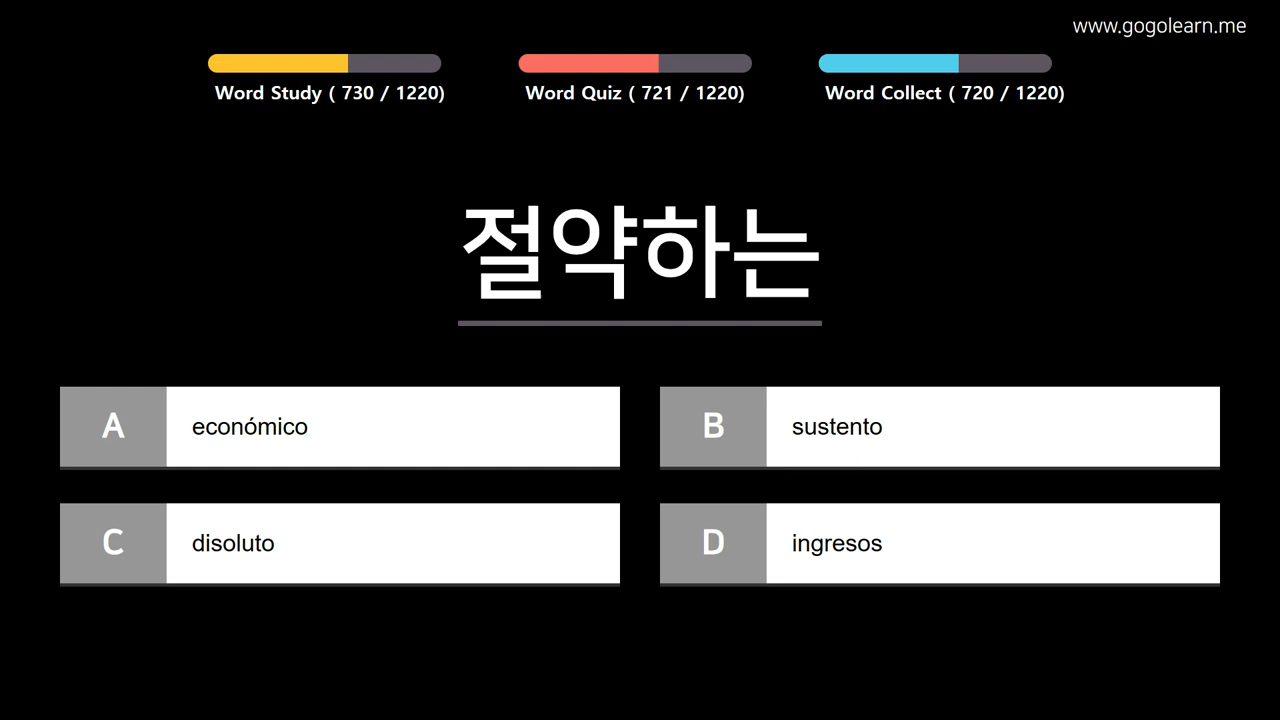 www.gogolearn.me
Word Study ( 730 / 1220)
Word Quiz ( 721 / 1220)
Word Collect ( 720 / 1220)
절약하는
A económico
B sustento
C disoluto
D ingresos